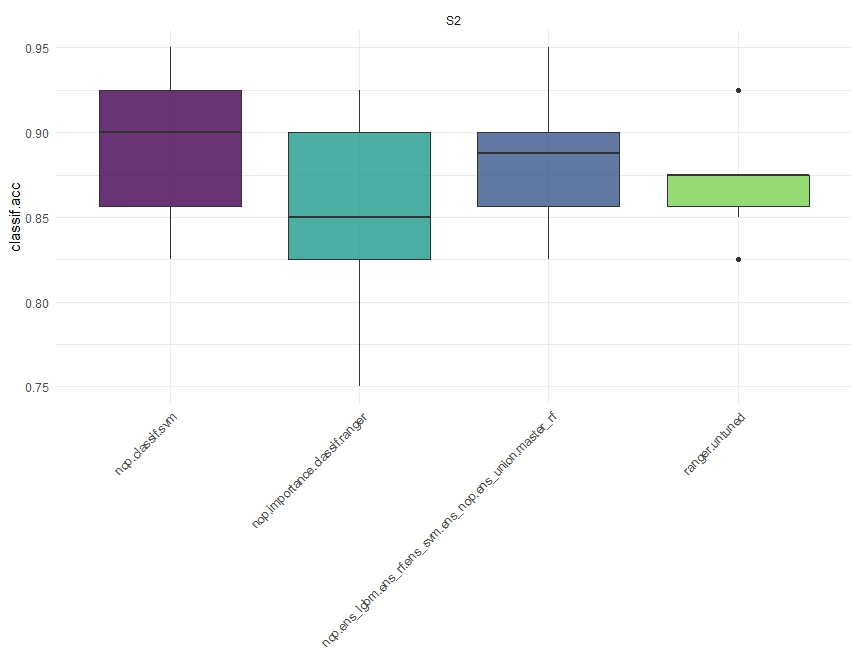 S2
classif.acc
0.95
0.90
0.85
0.80
0.75
nop.classif.svm
nop.importance.classif.ranger
nop.ens_lgbm.ens_rf.ens_svm.ens_nop.ens_union.master_rf
ranger.untuned